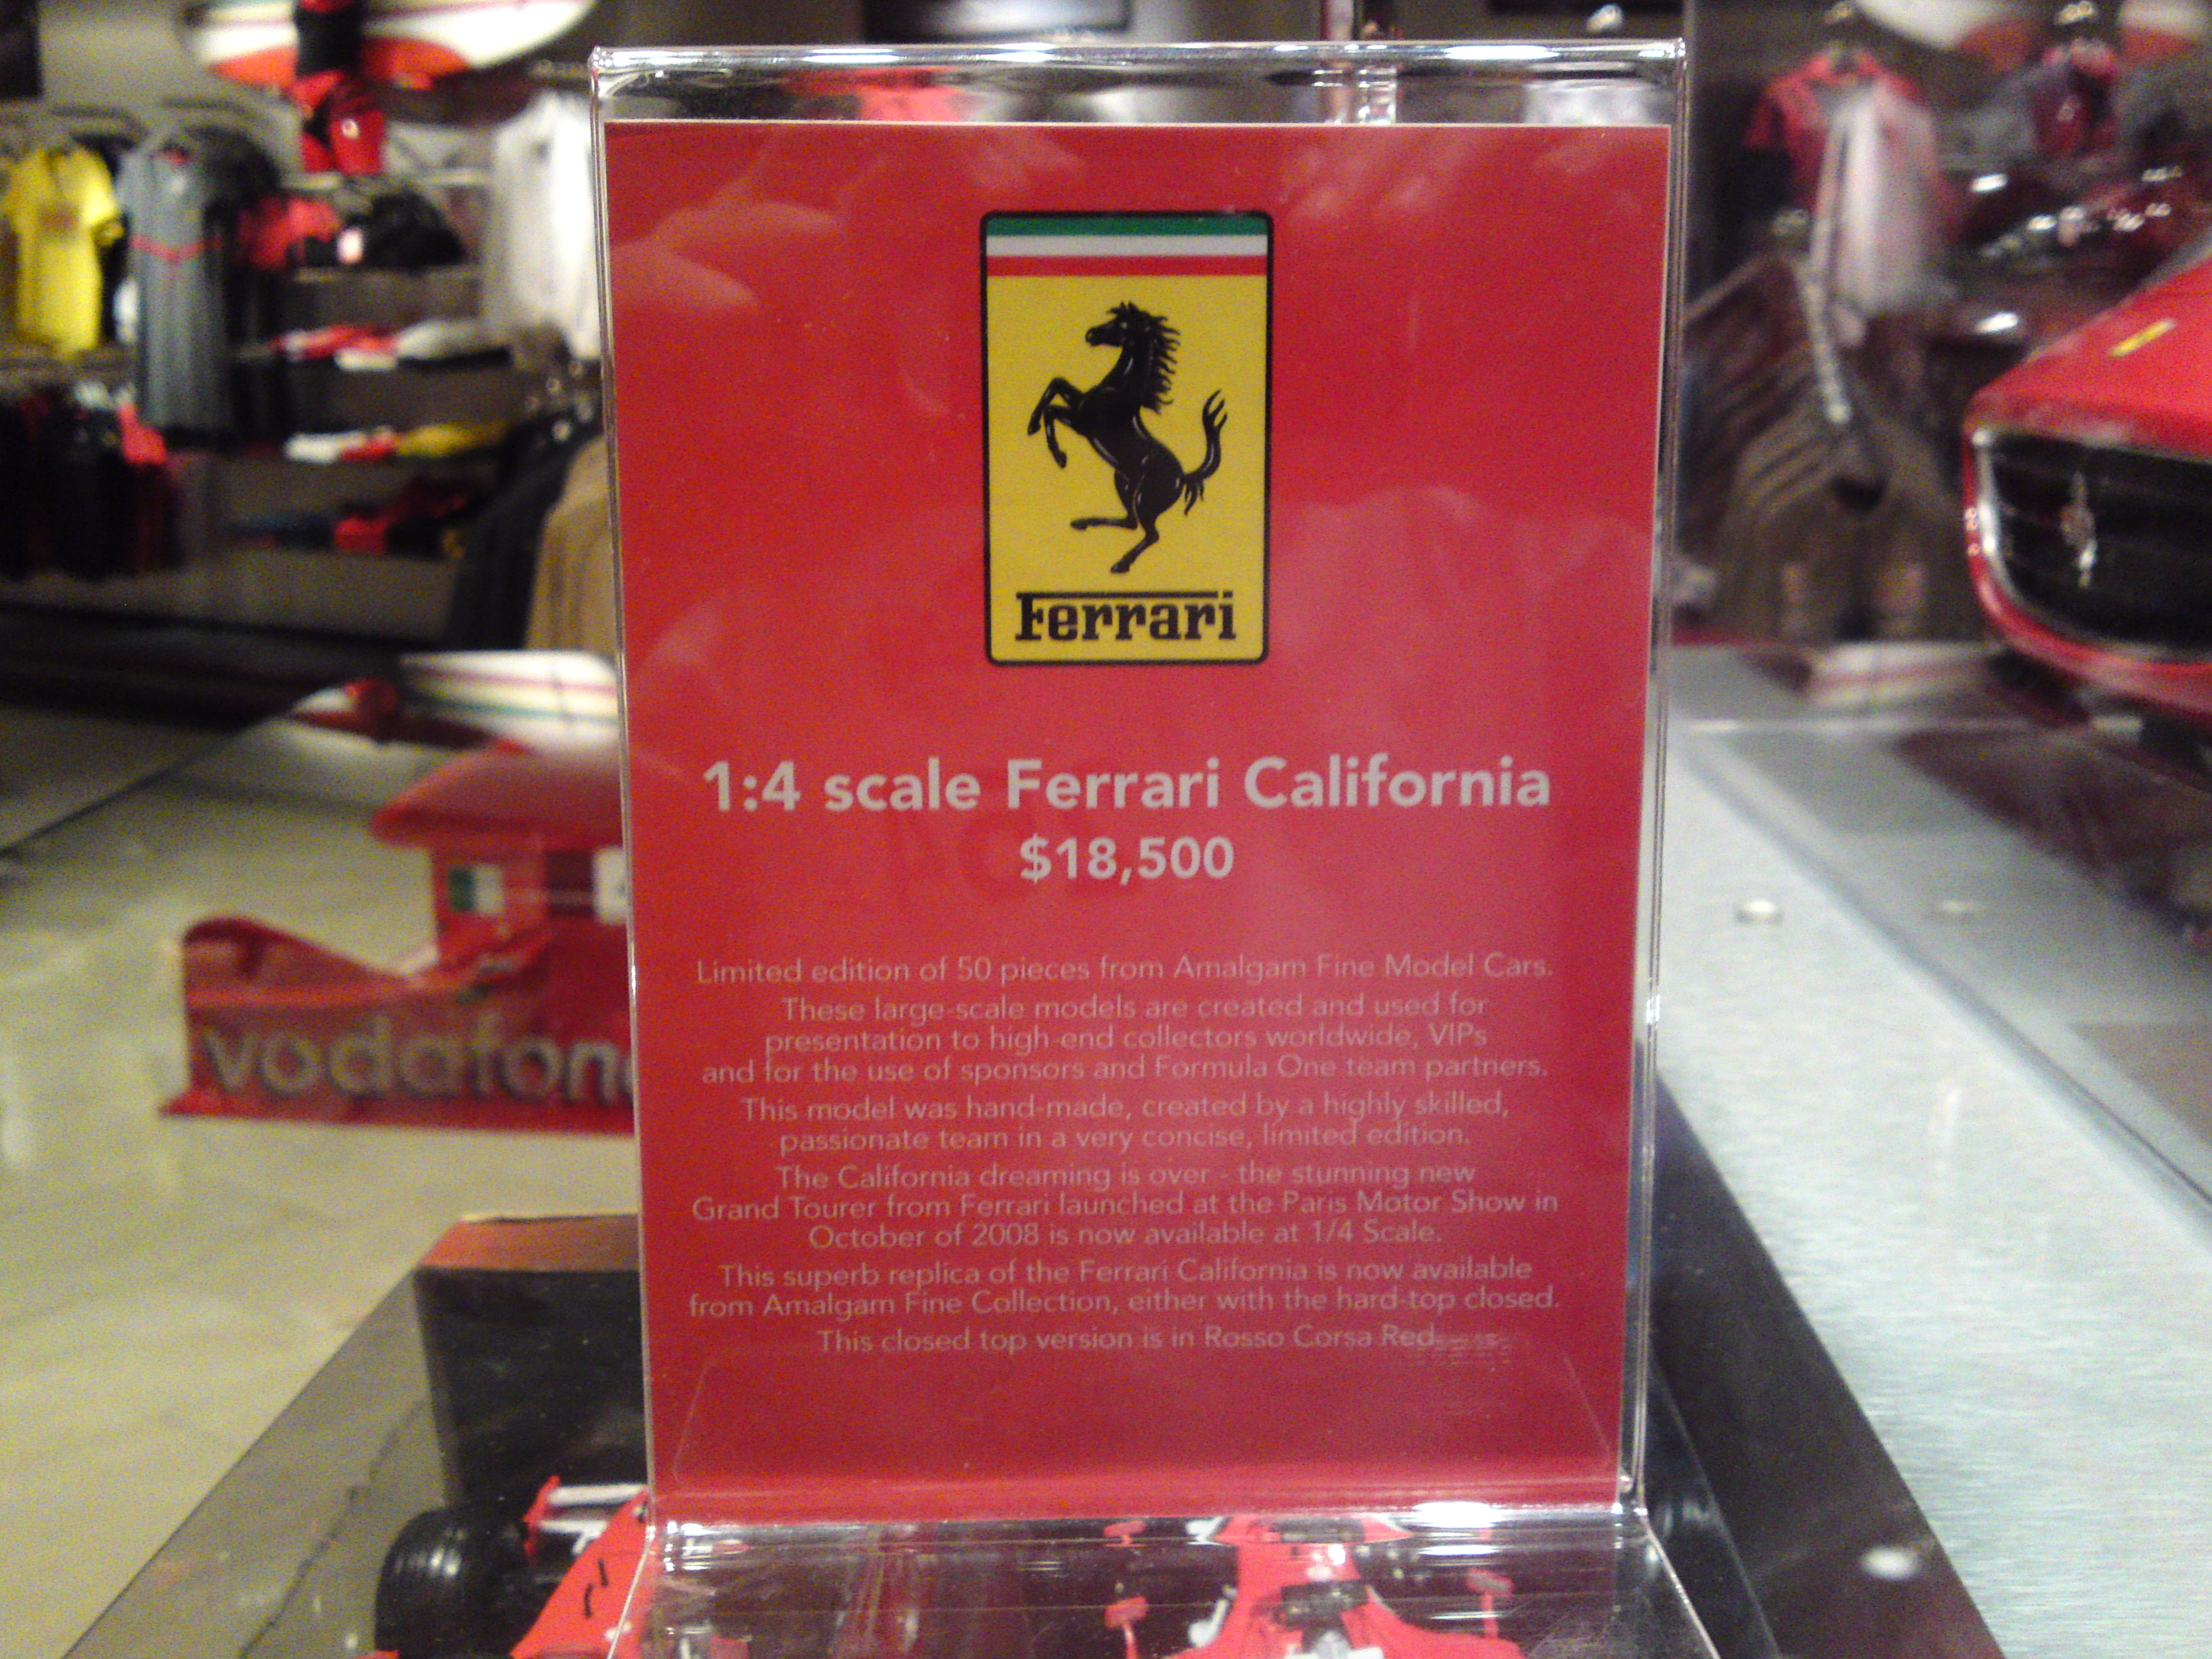 Ferrari
1:4 scale Ferrari California
$18,500
Limited edition of 50 pieces from Amalgam Fine Model Cars.
These large-scale models are created and used for
presentation to high-end collectors worldwide, VIPs
and for the use of sponsors and Formula One team partners.
This model was hand-made, created by a highly skilled,
passionate team in a very concise, limited edition.
The California dreaming is over - the stunning new
Grand Tourer from Ferrari launched at the Paris Motor Show in
October of 2008 is now available at 1/4 Scale.
This superb replica of the Ferrari California is now available
from Amalgam Fine Collection, either with the hard-top closed.
This closed top version is in Rosso Corsa Red
vodafone